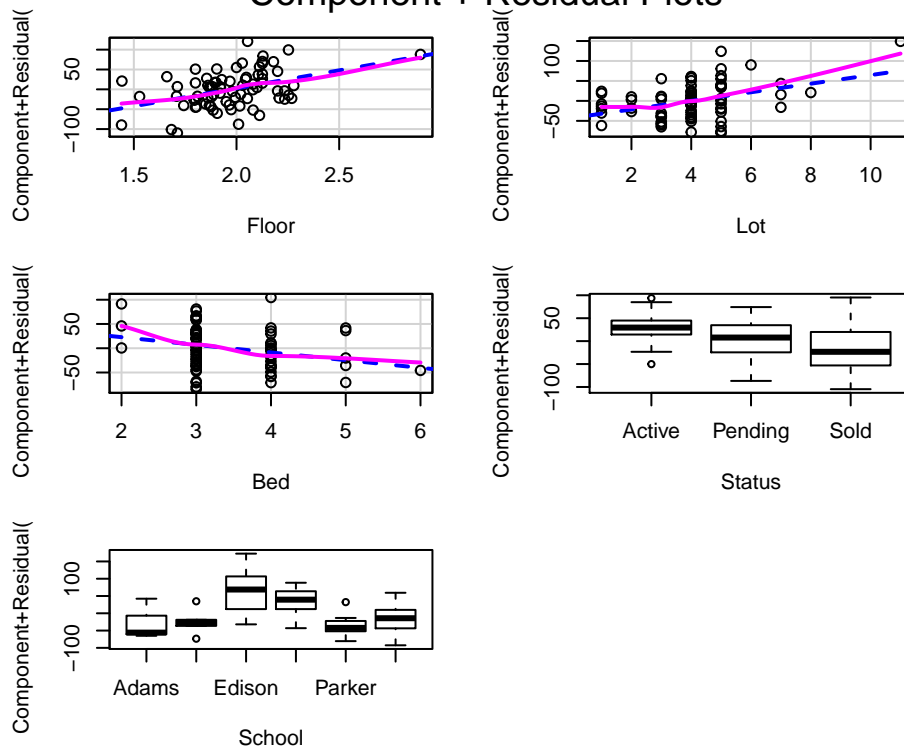 Component + Residual Plots
Component+Residual(
50
−100
1.5 2.0 2.5
Floor
Component+Residual(
100
−50
2 4 6 8 10
Lot
Component+Residual(
50
−50
2 3 4 5 6
Bed
Component+Residual(
50
−100
Active Pending Sold
Status
Component+Residual(
100
−100
Adams Edison Parker
School